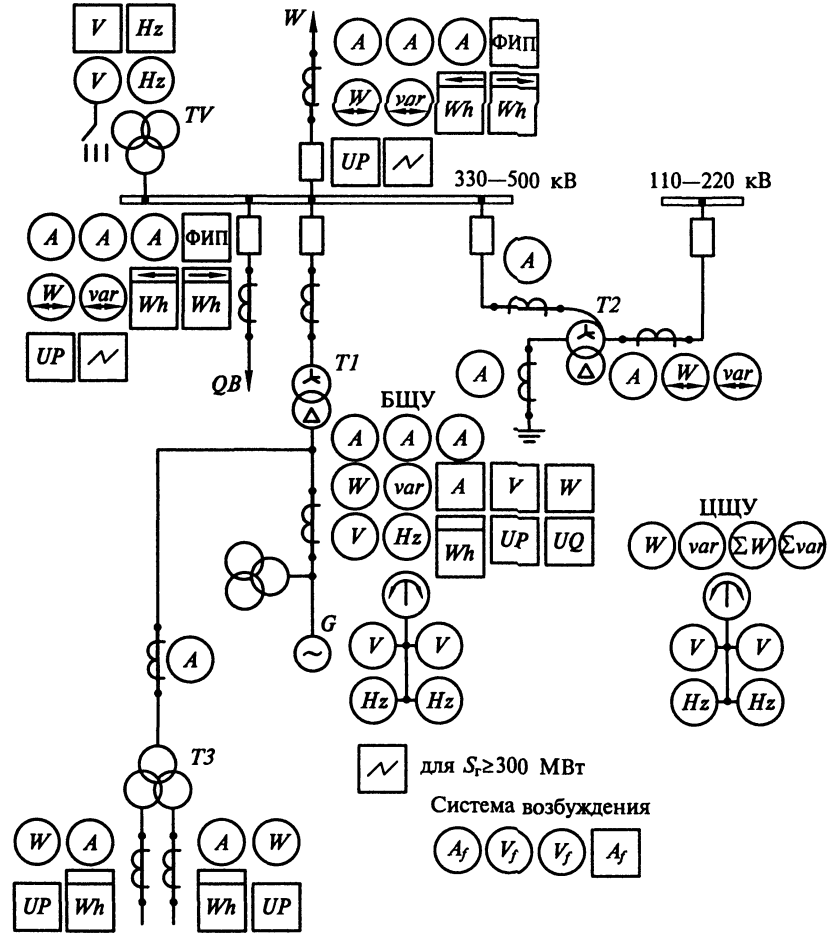 V Hz
V Hz
TV
W
A A A ФИП
W var Wh Wh
UP
330—500 кВ
110—220 кВ
A A A ФИП
W var Wh Wh
UP
QB
T1
A
T2
A
A W var
БЩУ
A A A
W var A V W
V Hz Wh UP UQ
ЦЩУ
W var ΣW Σvar
G
V V
Hz Hz
V V
Hz Hz
A
T3
для Sг≥300 МВт
Система возбуждения
Af Vf Vf Af
W A
A W
UP Wh
Wh UP